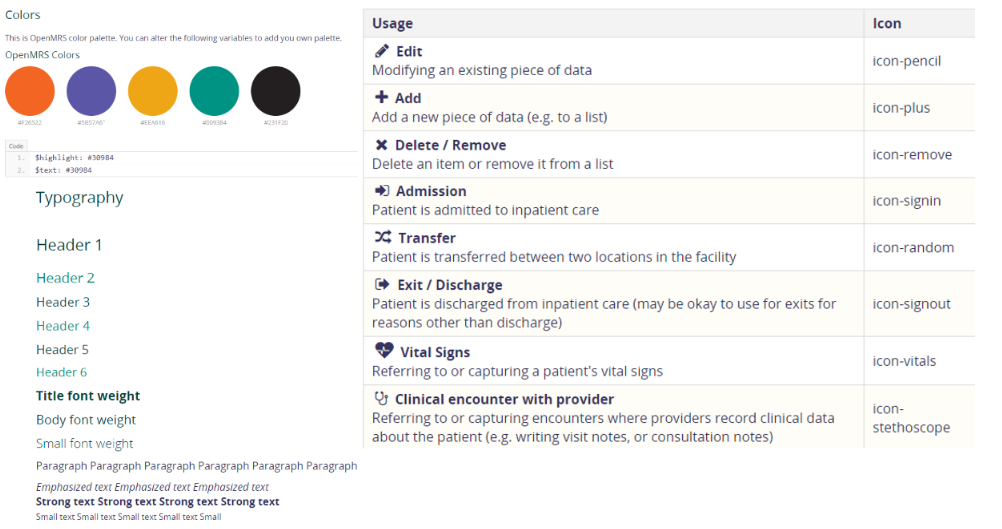 Colors
This is OpenMRS color palette. You can alter the following variables to add you own palette.
OpenMRS Colors
#F26522
#5B57A6
#EEA616
#009384
#231F20
Code
1. $highlight: #30984
2. $text: #30984
Typography
Header 1
Header 2
Header 3
Header 4
Header 5
Header 6
Title font weight
Body font weight
Small font weight
Paragraph Paragraph Paragraph Paragraph Paragraph Paragraph
Emphasized text Emphasized text Emphasized text
Strong text Strong text Strong text Strong text
Small text Small text Small text Small text Small
Usage Icon
Edit
Modifying an existing piece of data
icon-pencil
Add
Add a new piece of data (e.g. to a list)
icon-plus
Delete / Remove
Delete an item or remove it from a list
icon-remove
Admission
Patient is admitted to inpatient care
icon-signin
Transfer
Patient is transferred between two locations in the facility
icon-random
Exit / Discharge
Patient is discharged from inpatient care (may be okay to use for exits for
reasons other than discharge)
icon-signout
Vital Signs
Referring to or capturing a patient's vital signs
icon-vitals
Clinical encounter with provider
Referring to or capturing encounters where providers record clinical data
about the patient (e.g. writing visit notes, or consultation notes)
icon-
stethoscope